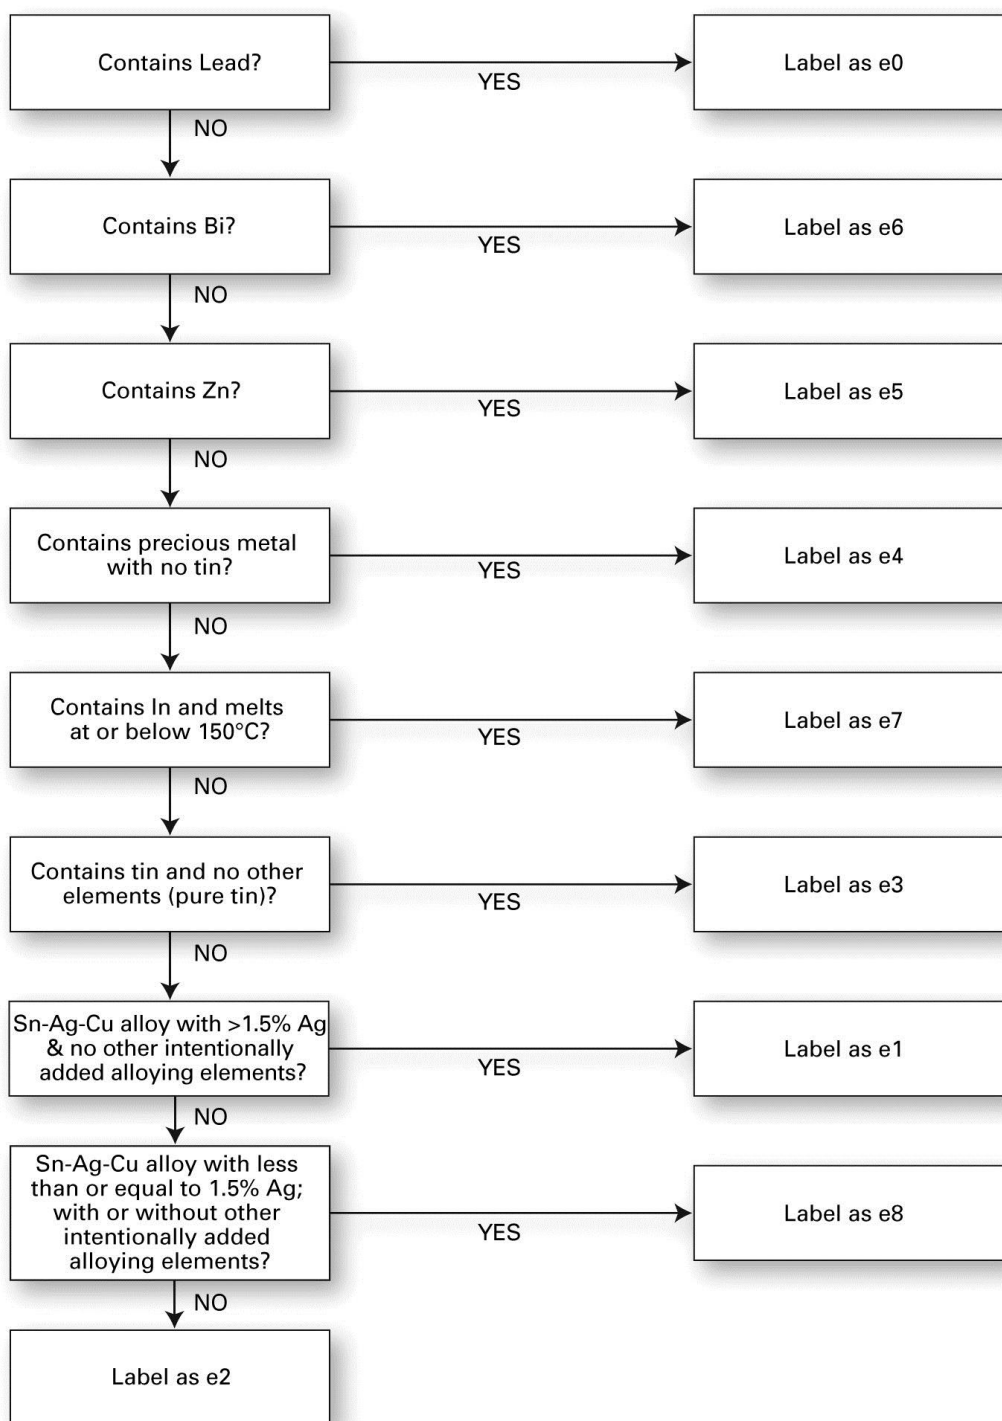 Contains Lead?
YES
Label as e0
NO
Contains Bi?
YES
Label as e6
NO
Contains Zn?
YES
Label as e5
NO
Contains precious metal
with no tin?
YES
Label as e4
NO
Contains In and melts
at or below 150°C?
YES
Label as e7
NO
Contains tin and no other
elements (pure tin)?
YES
Label as e3
NO
Sn-Ag-Cu alloy with >1.5% Ag
& no other intentionally
added alloying elements?
YES
Label as e1
NO
Sn-Ag-Cu alloy with less
than or equal to 1.5% Ag;
with or without other
intentionally added
alloying elements?
YES
Label as e8
NO
Label as e2